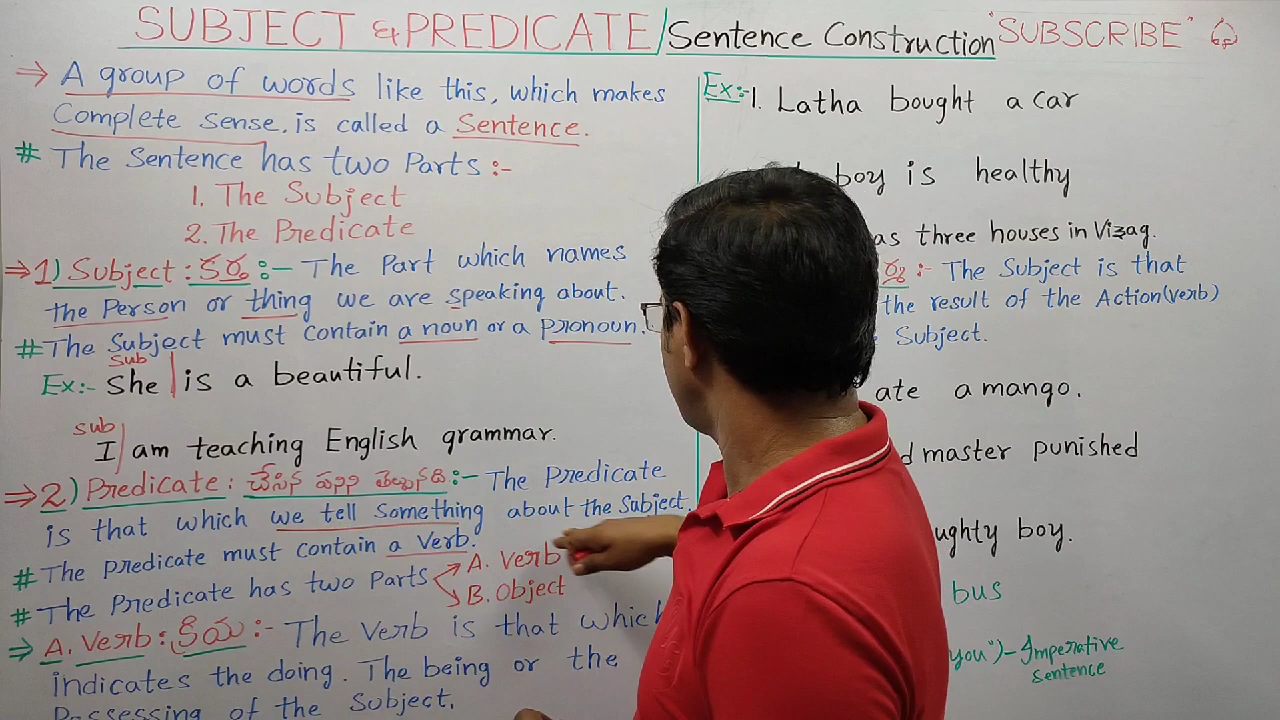 SUBJECT & PREDICATE/Sentence Construction "SUBSCRIBE"
⇒ A group of words like this, which makes
Complete Sense, is called a Sentence.
# The Sentence has two Parts :-
1. The Subject
2. The Predicate
⇒ 1) Subject : కర్త :- The Part which names
the Person or thing we are speaking about.
# The Subject must contain a noun or a pronoun.
Sub
Ex:- She | is a beautiful.
sub
I | am teaching English grammar.
⇒ 2) Predicate : :- The Predicate
is that which we tell something about the Subject.
# The predicate must contain a Verb.
# The Predicate has two Parts
A. Verb
B. Object
⇒ A. Verb : క్రియ :- The Verb is that which
indicates the doing. The being or the
Possessing of the Subject.
Ex:- 1. Latha bought a car
boy is healthy
as three houses in Vizag.
:- The Subject is that
the result of the Action(verb)
Subject.
ate a mango.
d master punished
ughty boy.
bus
you") - Imperative
Sentence